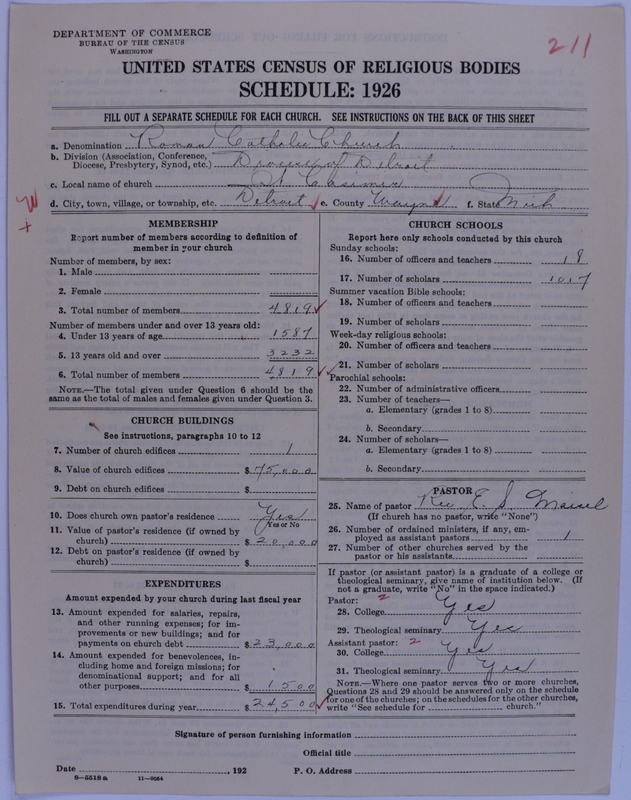 DEPARTMENT OF COMMERCE
BUREAU OF THE CENSUS
WASHINGTON
211
UNITED STATES CENSUS OF RELIGIOUS BODIES
SCHEDULE: 1926
FILL OUT A SEPARATE SCHEDULE FOR EACH CHURCH. SEE INSTRUCTIONS ON THE BACK OF THIS SHEET
a. Denomination Roman Catholic Church
b. Division (Association, Conference, Diocese, Presbytery, Synod, etc.) Diocese of Detroit
c. Local name of church St Casimir
d. City, town, village, or township, etc. Detroit e. County Wayne f. State Mich
MEMBERSHIP
Report number of members according to definition of
member in your church
Number of members, by sex:
1. Male
2. Female
3. Total number of members 4819
Number of members under and over 13 years old:
4. Under 13 years of age 1587
5. 13 years old and over 3232
6. Total number of members 4819
NOTE.—The total given under Question 6 should be
same as the total of males and females given under Question 3.
CHURCH BUILDINGS
See instructions, paragraphs 10 to 12
7. Number of church edifices 1
8. Value of church edifices $ 75,000
9. Debt on church edifices $
10. Does church own pastor's residence Yes
Yes or No
11. Value of pastor's residence (if owned by
church) $ 20,000
12. Debt on pastor's residence (if owned by
church) $
EXPENDITURES
Amount expended by your church during last fiscal year
13. Amount expended for salaries, repairs,
and other running expenses; for im-
provements or new buildings; and for
payments on church debt $ 23,000
14. Amount expended for benevolences, in-
cluding home and foreign missions; for
denominational support; and for all
other purposes $ 1500
15. Total expenditures during year $ 24,500
CHURCH SCHOOLS
Report here only schools conducted by this church
Sunday schools:
16. Number of officers and teachers 18
17. Number of scholars 1017
Summer vacation Bible schools:
18. Number of officers and teachers
19. Number of scholars
Week-day religious schools:
20. Number of officers and teachers
21. Number of scholars
Parochial schools:
22. Number of administrative officers
23. Number of teachers—
a. Elementary (grades 1 to 8)
b. Secondary
24. Number of scholars—
a. Elementary (grades 1 to 8)
b. Secondary
PASTOR
25. Name of pastor Rev. E. S.
(If church has no pastor, write "None")
26. Number of ordained ministers, if any, em-
ployed as assistant pastors 1
27. Number of other churches served by the
pastor or his assistants
If pastor (or assistant pastor) is a graduate of a college or
theological seminary, give name of institution below. (If
not a graduate, write "No" in the space indicated.)
Pastor: 2
28. College Yes
29. Theological seminary Yes
Assistant pastor: 2
30. College Yes
31. Theological seminary Yes
NOTE.—Where one pastor serves two or more churches,
Questions 28 and 29 should be answered only on the schedule
for one of the churches; on the schedules for the other churches,
write "See schedule for church."
Signature of person furnishing information
Official title
Date , 192 P. O. Address
8—5518 a 11—9064